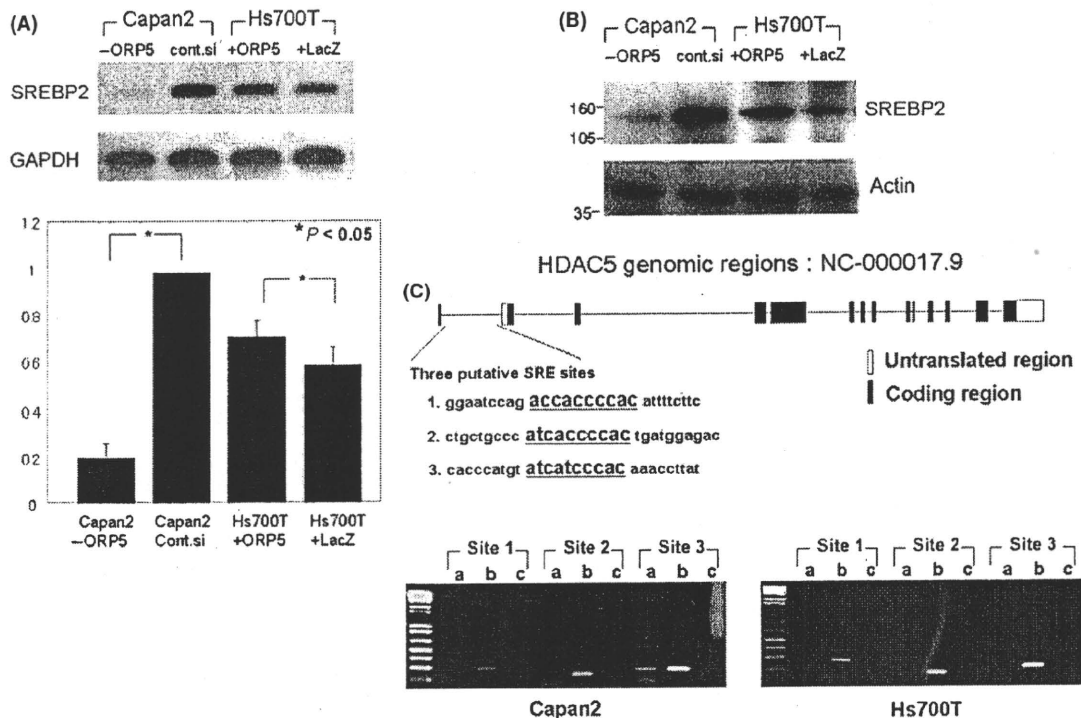 (A)
Capan2 Hs700T
–ORP5 cont.si +ORP5 +LacZ
SREBP2
GAPDH
* P < 0.05
*
*
12
1
08
06
04
02
0
Capan2 –ORP5
Capan2 Cont.si
Hs700T +ORP5
Hs700T +LacZ
(B)
Capan2 Hs700T
–ORP5 cont.si +ORP5 +LacZ
160–
105–
SREBP2
35–
Actin
HDAC5 genomic regions : NC-000017.9
(C)
Untranslated region
Coding region
Three putative SRE sites
1. ggaatccag accaccccac attttcttc
2. ctgctgccc atcaccccac tgatggagac
3. cacccatgt atcatcccac aaaccttat
Site 1 Site 2 Site 3
a b c a b c a b c
Capan2
Site 1 Site 2 Site 3
a b c a b c a b c
Hs700T